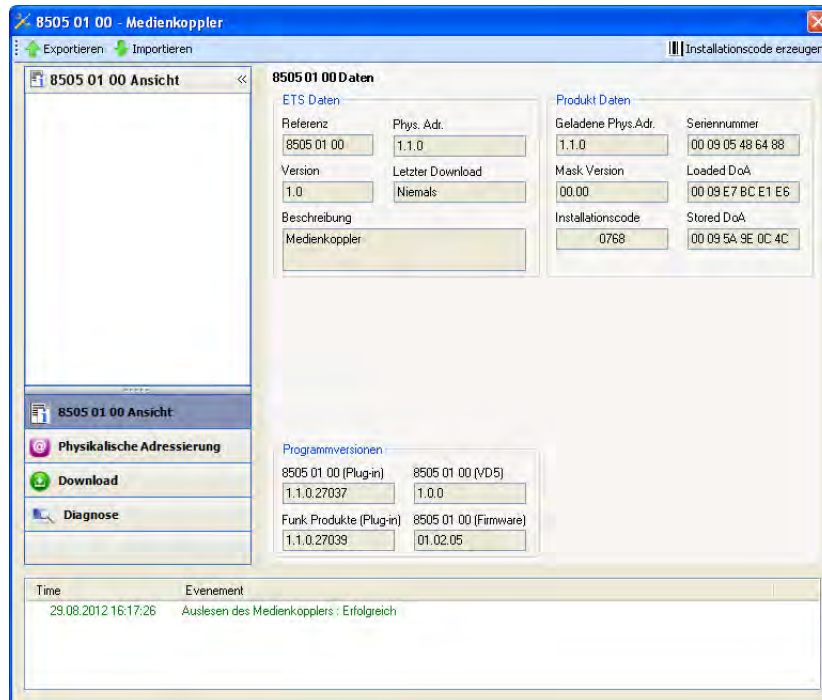 8505 01 00 - Medienkoppler
Exportieren Importieren Installationscode erzeugen
8505 01 00 Ansicht «
8505 01 00 Daten
ETS Daten
Referenz Phys. Adr.
8505 01 00 1.1.0
Version Letzter Download
1.0 Niemals
Beschreibung
Medienkoppler
Produkt Daten
Geladene Phys.Adr. Seriennummer
1.1.0 00 09 05 48 64 88
Mask Version Loaded DoA
00.00 00 09 E7 BC E1 E6
Installationscode Stored DoA
0768 00 09 5A 9E 0C 4C
8505 01 00 Ansicht
Physikalische Adressierung
Download
Diagnose
Programmversionen
8505 01 00 (Plug-in) 8505 01 00 (VD5)
1.1.0.27037 1.0.0
Funk Produkte (Plug-in) 8505 01 00 (Firmware)
1.1.0.27039 01.02.05
Time Evenement
29.08.2012 16:17:26 Auslesen des Medienkopplers : Erfolgreich